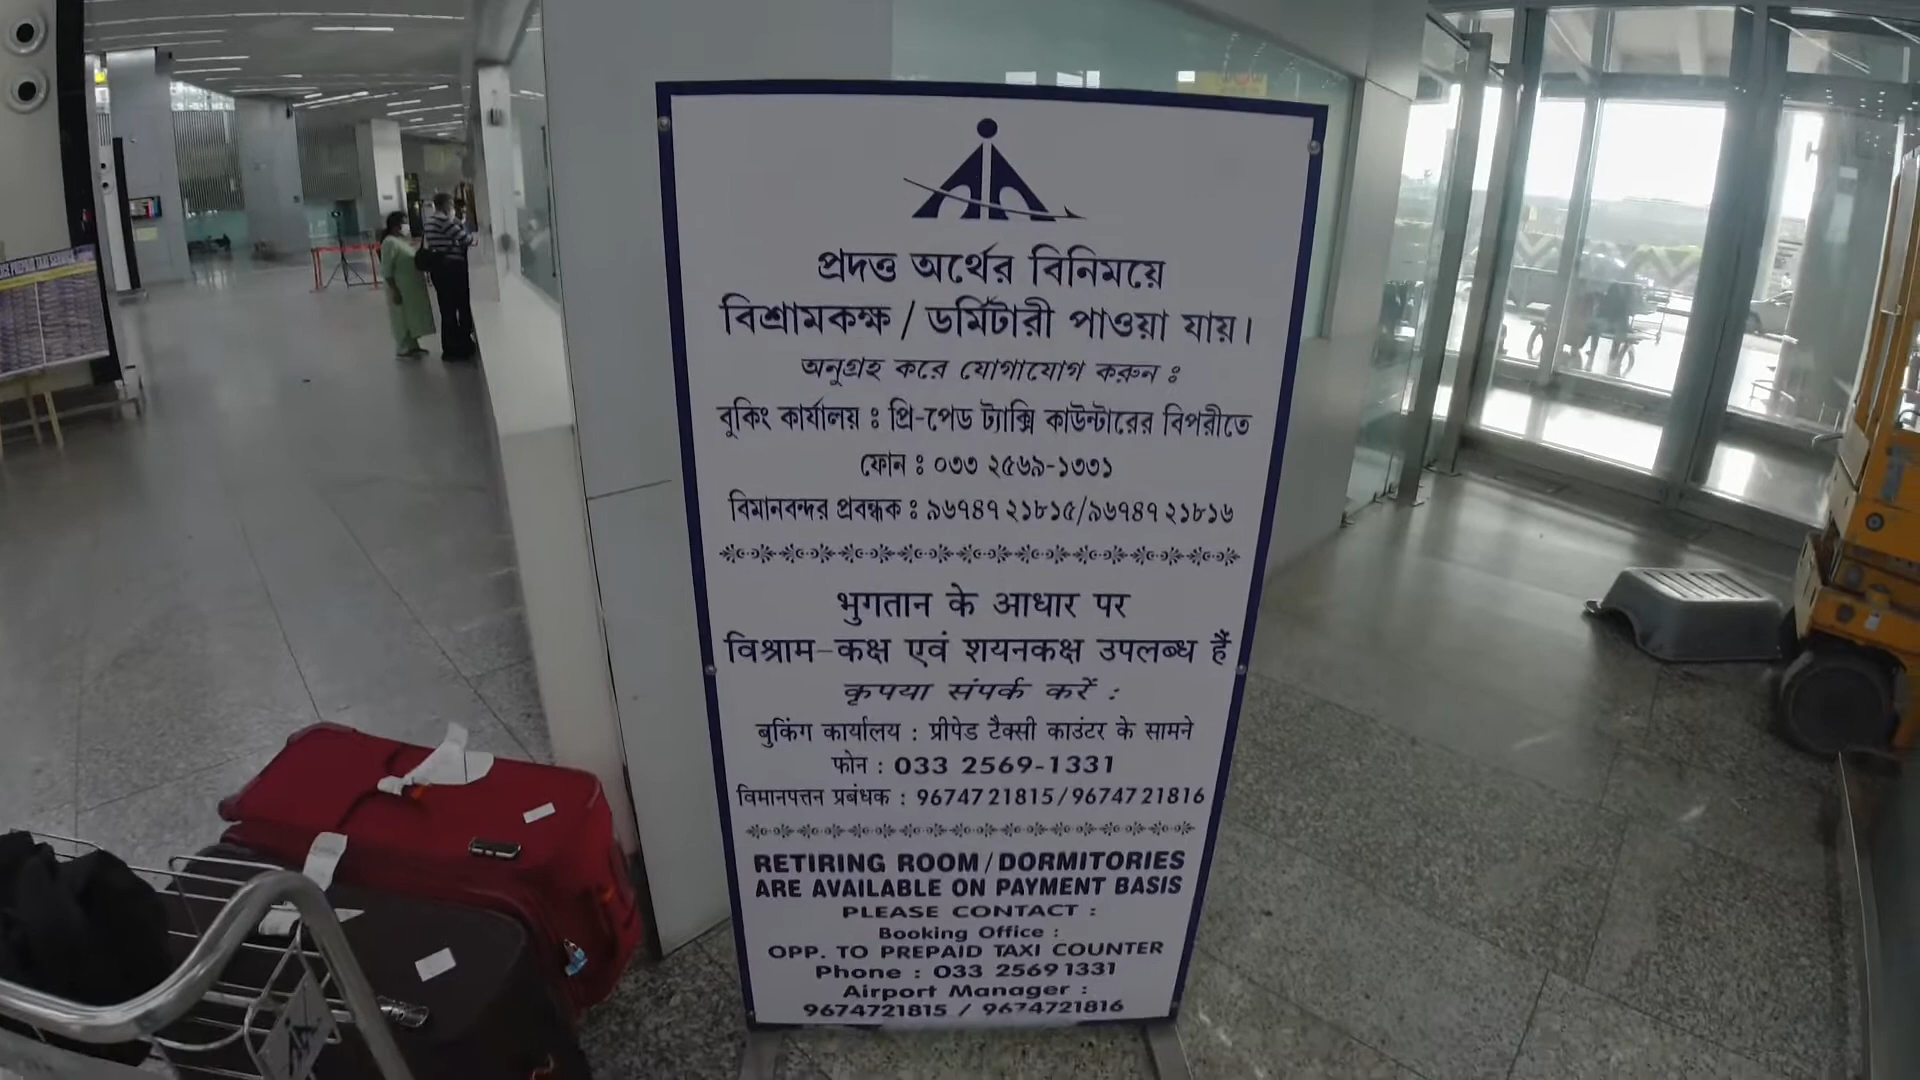 প্রদত্ত অর্থের বিনিময়ে
বিশ্রামকক্ষ / ডর্মিটারী পাওয়া যায়।
অনুগ্রহ করে যোগাযোগ করুন ঃ
বুকিং কার্যালয় ঃ প্রি-পেড ট্যাক্সি কাউন্টারের বিপরীতে
ফোন ঃ ০৩৩ ২৫৬৯-১৩৩১
বিমানবন্দর প্রবন্ধক ঃ ৯৬৭৪৭ ২১৮১৫/৯৬৭৪৭ ২১৮১৬
भुगतान के आधार पर
विश्राम-कक्ष एवं शयनकक्ष उपलब्ध हैं
कृपया संपर्क करें :
बुकिंग कार्यालय : प्रीपेड टैक्सी काउंटर के सामने
फोन : 033 2569-1331
विमानपत्तन प्रबंधक : 9674721815/9674721816
RETIRING ROOM/DORMITORIES
ARE AVAILABLE ON PAYMENT BASIS
PLEASE CONTACT :
Booking Office :
OPP. TO PREPAID TAXI COUNTER
Phone : 033 2569 1331
Airport Manager :
9674721815 / 9674721816